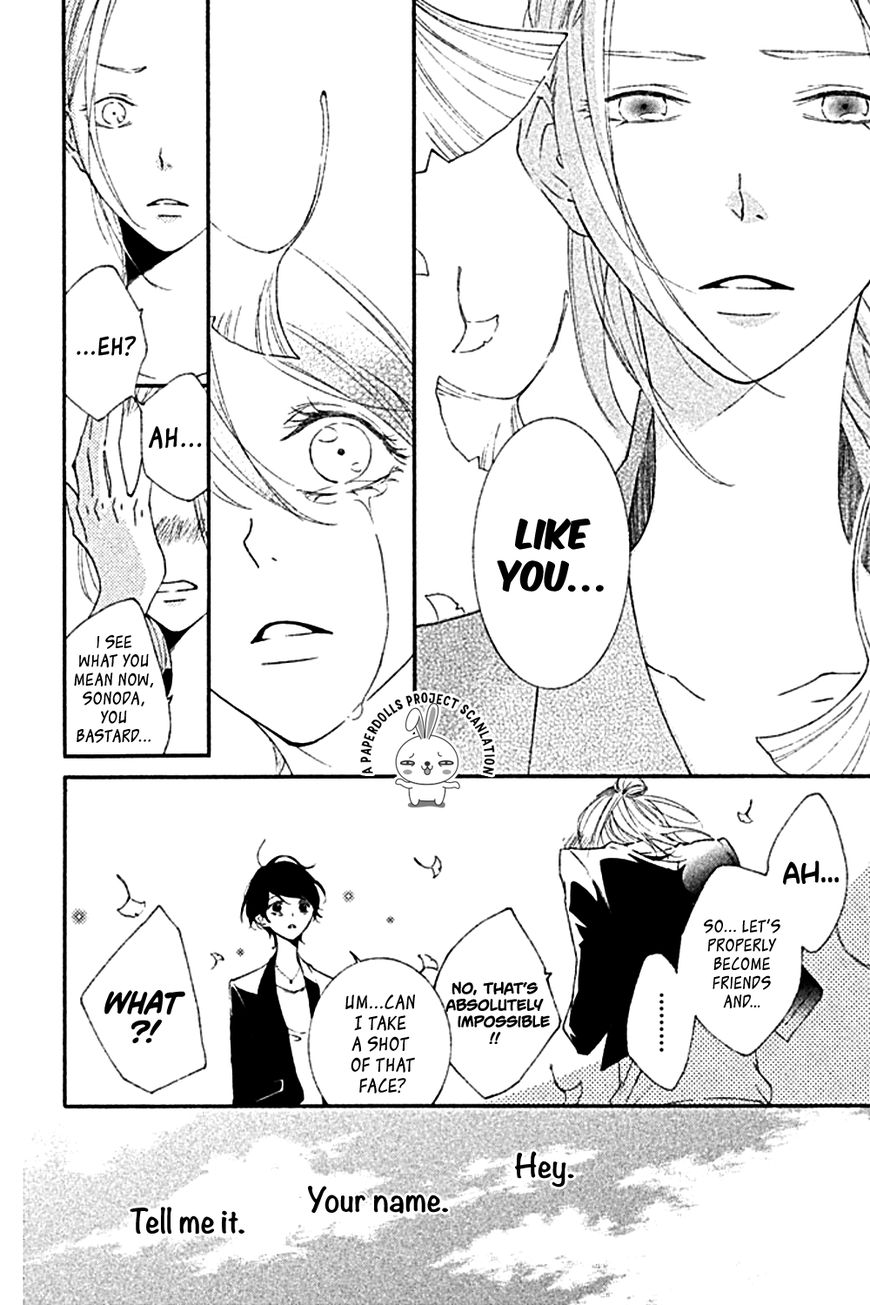 LIKE
YOU...
...EH?
AH...
I SEE
WHAT YOU
MEAN NOW,
SONODA,
YOU
BASTARD...
A PAPERDOLLS PROJECT SCANLATION
AH...
SO... LET'S
PROPERLY
BECOME
FRIENDS
AND...
.........
NO, THAT'S
ABSOLUTELY
IMPOSSIBLE
!!
UM...CAN
I TAKE
A SHOT
OF THAT
FACE?
WHAT
?!
Hey.
Your name.
Tell me it.